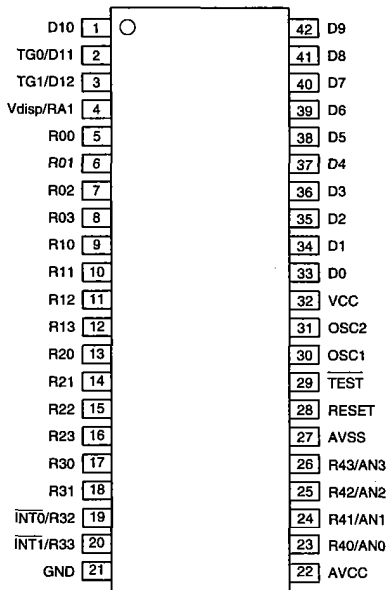 D10 1 42 D9
TG0/D11 2 41 D8
TG1/D12 3 40 D7
Vdisp/RA1 4 39 D6
R00 5 38 D5
R01 6 37 D4
R02 7 36 D3
R03 8 35 D2
R10 9 34 D1
R11 10 33 D0
R12 11 32 VCC
R13 12 31 OSC2
R20 13 30 OSC1
R21 14 29 TEST
R22 15 28 RESET
R23 16 27 AVSS
R30 17 26 R43/AN3
R31 18 25 R42/AN2
INT0/R32 19 24 R41/AN1
INT1/R33 20 23 R40/AN0
GND 21 22 AVCC